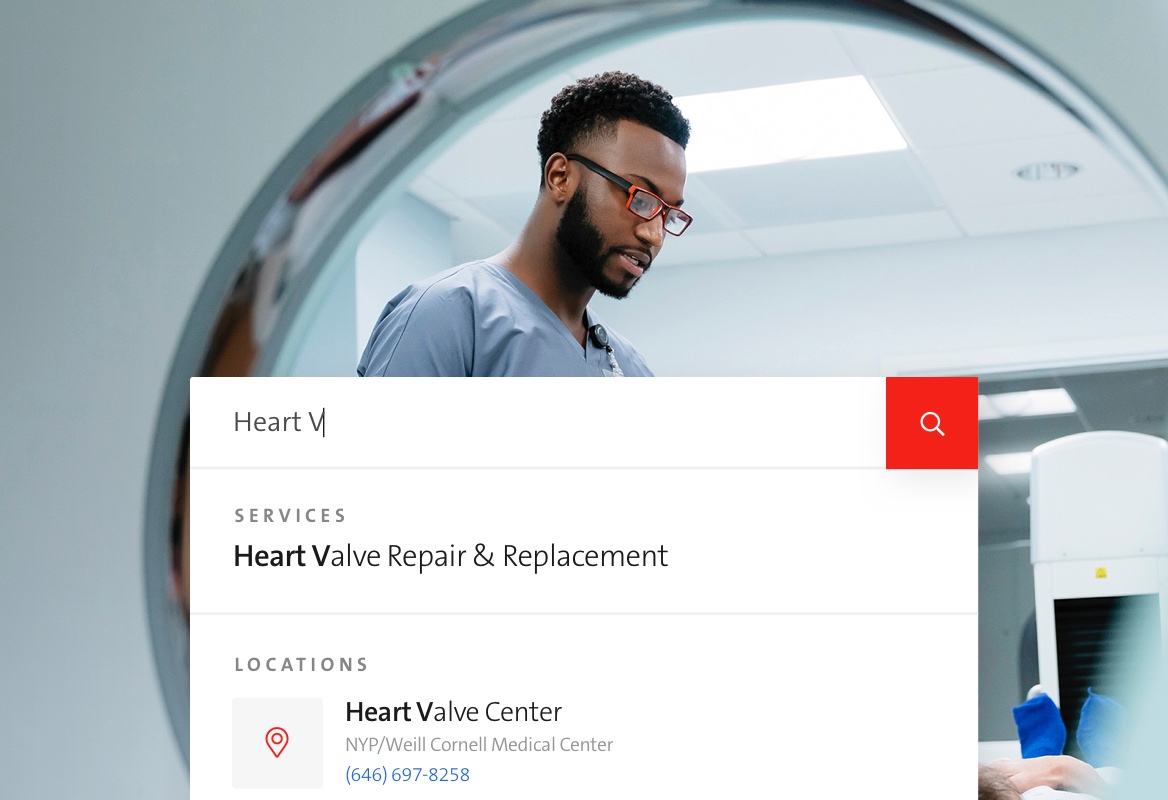 Heart V
SERVICES
Heart Valve Repair & Replacement
LOCATIONS
Heart Valve Center
NYP/Weill Cornell Medical Center
(646) 697-8258